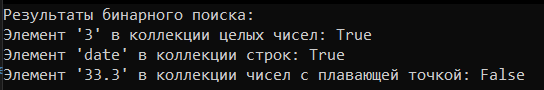 Результаты бинарного поиска:
Элемент '3' в коллекции целых чисел: True
Элемент 'date' в коллекции строк: True
Элемент '33.3' в коллекции чисел с плавающей точкой: False